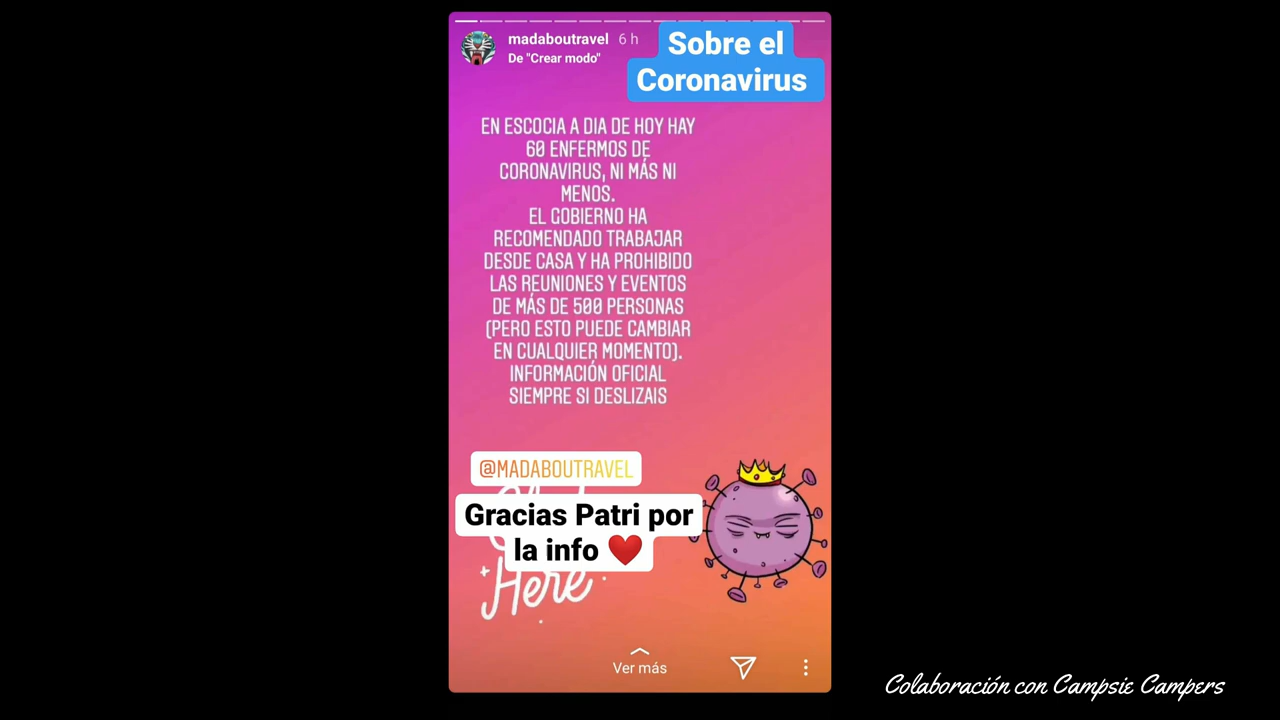 madaboutravel 6 h
De "Crear modo"
Sobre el
Coronavirus
EN ESCOCIA A DIA DE HOY HAY
60 ENFERMOS DE
CORONAVIRUS, NI MÁS NI
MENOS.
EL GOBIERNO HA
RECOMENDADO TRABAJAR
DESDE CASA Y HA PROHIBIDO
LAS REUNIONES Y EVENTOS
DE MÁS DE 500 PERSONAS
(PERO ESTO PUEDE CAMBIAR
EN CUALQUIER MOMENTO).
INFORMACIÓN OFICIAL
SIEMPRE SI DESLIZAIS
@MADABOUTRAVEL
Gracias Patri por
la info ❤️
Here
Ver más
Colaboración con Campsie Campers